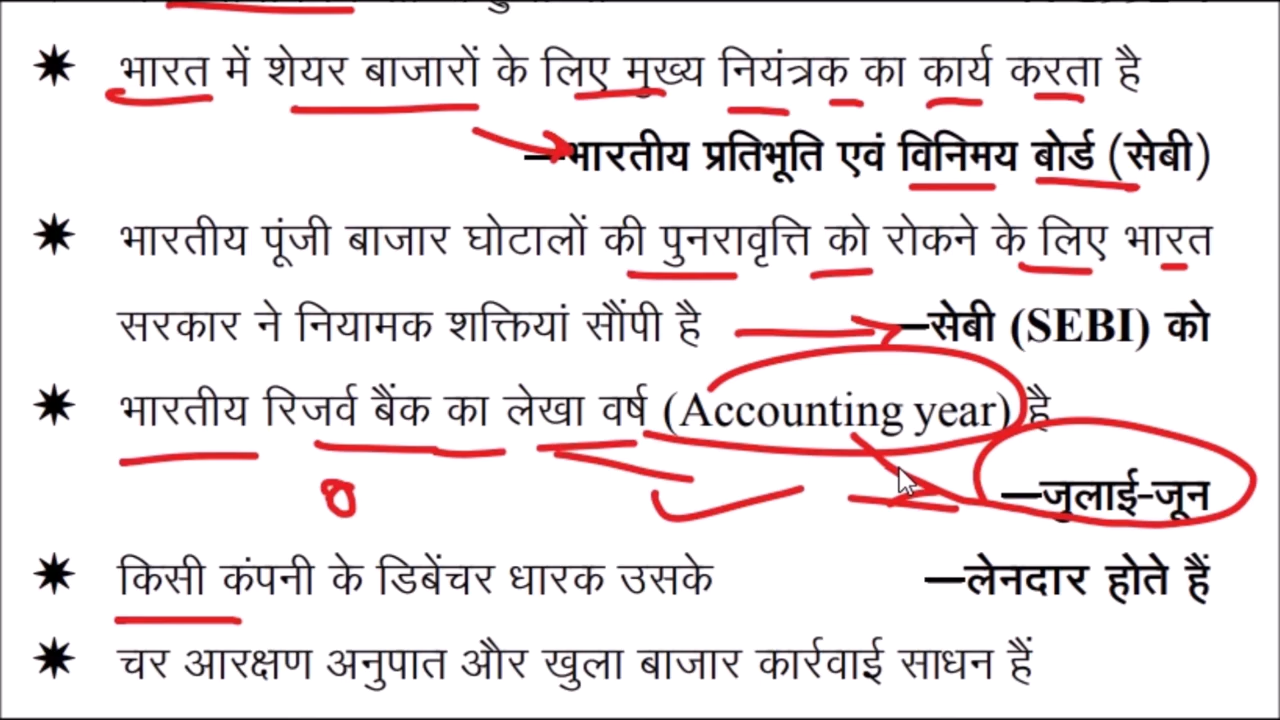 ✷ भारत में शेयर बाजारों के लिए मुख्य नियंत्रक का कार्य करता है
—भारतीय प्रतिभूति एवं विनिमय बोर्ड (सेबी)
✷ भारतीय पूंजी बाजार घोटालों की पुनरावृत्ति को रोकने के लिए भारत
सरकार ने नियामक शक्तियां सौंपी है —सेबी (SEBI) को
✷ भारतीय रिजर्व बैंक का लेखा वर्ष (Accounting year) है
—जुलाई-जून
✷ किसी कंपनी के डिबेंचर धारक उसके —लेनदार होते हैं
✷ चर आरक्षण अनुपात और खुला बाजार कार्रवाई साधन हैं